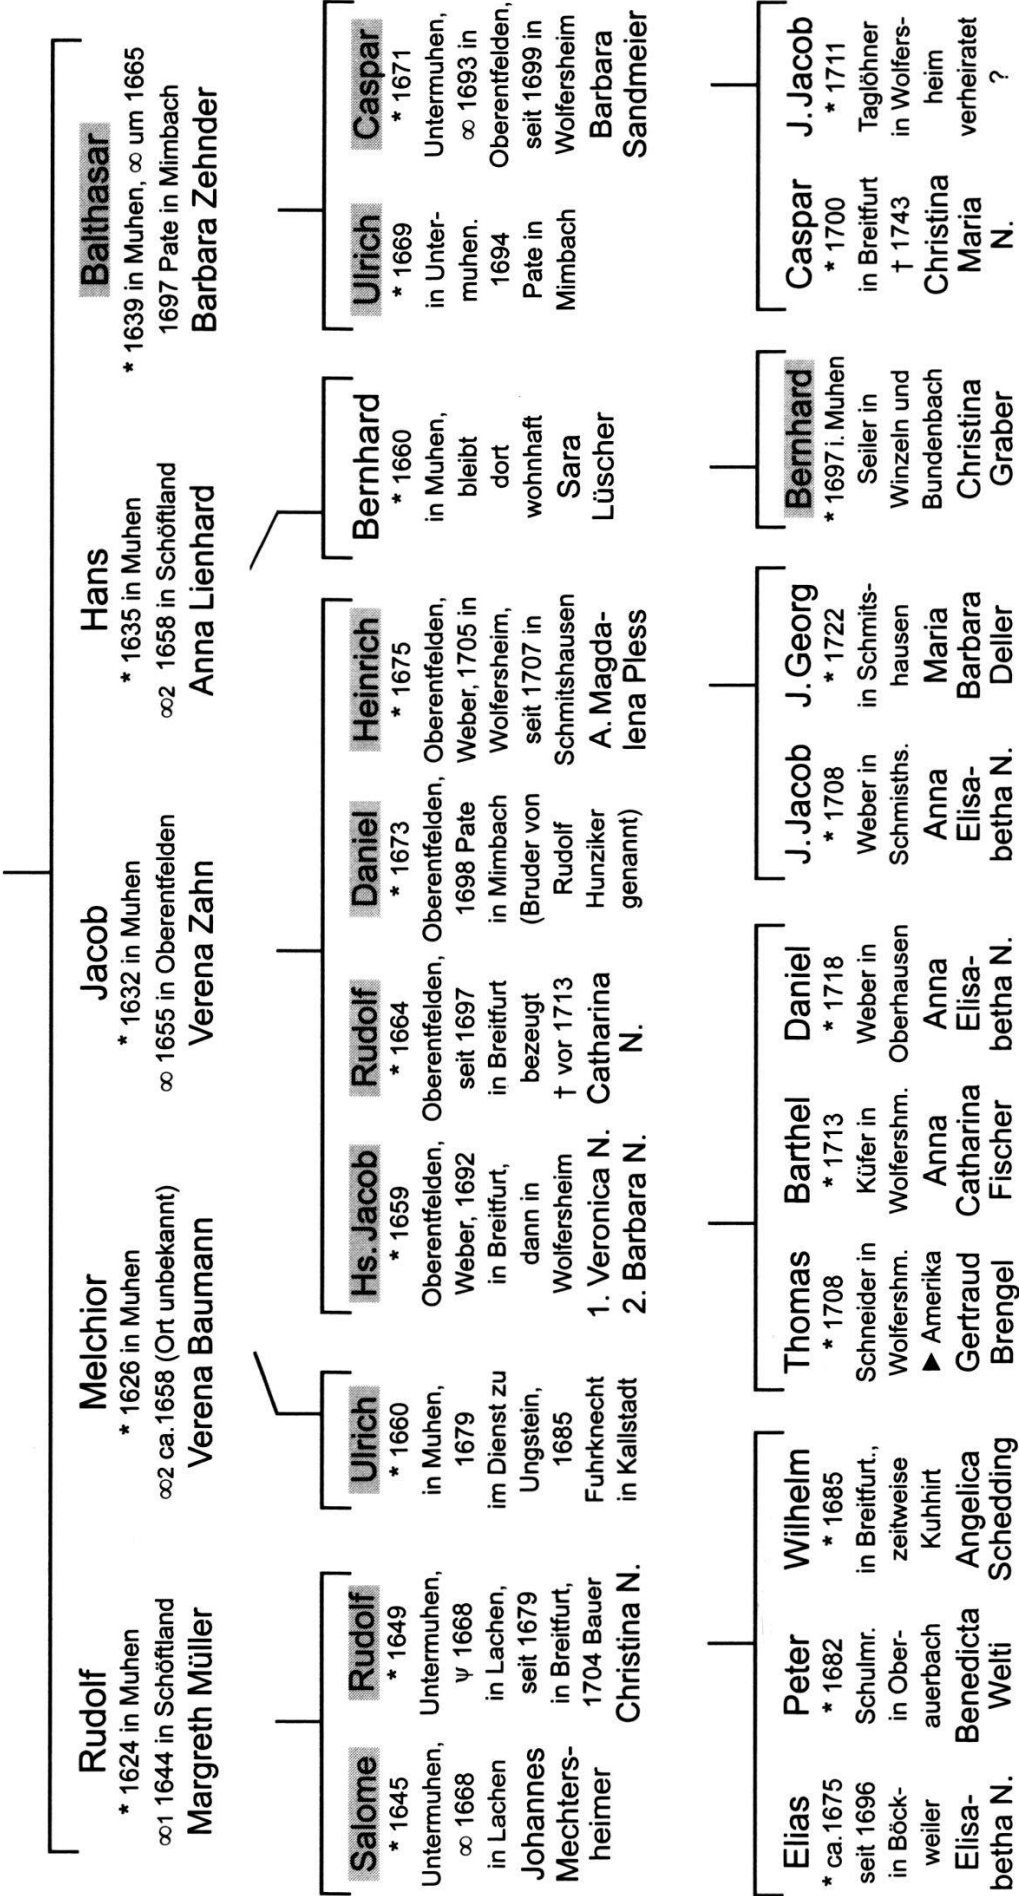 Rudolf
* 1624 in Muhen
∞1 1644 in Schöftland
Margreth Müller
Melchior
* 1626 in Muhen
∞2 ca.1658 (Ort unbekannt)
Verena Baumann
Jacob
* 1632 in Muhen
∞ 1655 in Oberentfelden
Verena Zahn
Hans
* 1635 in Muhen
∞2 1658 in Schöftland
Anna Lienhard
Balthasar
* 1639 in Muhen, ∞ um 1665
1697 Pate in Mimbach
Barbara Zehnder
Salome
* 1645
Untermuhen,
∞ 1668
in Lachen
Johannes
Mechters-
heimer
Rudolf
* 1649
Untermuhen,
ψ 1668
in Lachen,
seit 1679
in Breitfurt,
1704 Bauer
Christina N.
Ulrich
* 1660
in Muhen,
1679
im Dienst zu
Ungstein,
1685
Fuhrknecht
in Kallstadt
Hs. Jacob
* 1659
Oberentfelden,
Weber, 1692
in Breitfurt,
dann in
Wolfersheim
1. Veronica N.
2. Barbara N.
Rudolf
* 1664
Oberentfelden,
seit 1697
in Breitfurt
bezeugt
† vor 1713
Catharina
N.
Daniel
* 1673
Oberentfelden,
1698 Pate
in Mimbach
(Bruder von
Rudolf
Hunziker
genannt)
Heinrich
* 1675
Oberentfelden,
Weber, 1705 in
Wolfersheim,
seit 1707 in
Schmitshausen
A. Magda-
lena Pless
Bernhard
* 1660
in Muhen,
bleibt
dort
wohnhaft
Sara
Lüscher
Ulrich
* 1669
in Unter-
muhen.
1694
Pate in
Mimbach
Caspar
* 1671
Untermuhen,
∞ 1693 in
Oberentfelden,
seit 1699 in
Wolfersheim
Barbara
Sandmeier
Elias
* ca.1675
seit 1696
in Böck-
weiler
Elisa-
betha N.
Peter
* 1682
Schulmr.
in Ober-
auerbach
Benedicta
Welti
Wilhelm
* 1685
in Breitfurt.,
zeitweise
Kuhhirt
Angelica
Schedding
Thomas
* 1708
Schneider in
Wolfershm.
► Amerika
Gertraud
Brengel
Barthel
* 1713
Küfer in
Wolfershm.
Anna
Catharina
Fischer
Daniel
* 1718
Weber in
Oberhausen
Anna
Elisa-
betha N.
J. Jacob
* 1708
Weber in
Schmisths.
Anna
Elisa-
betha N.
J. Georg
* 1722
in Schmits-
hausen
Maria
Barbara
Deller
Bernhard
* 1697 i. Muhen
Seiler in
Winzeln und
Bundenbach
Christina
Graber
Caspar
* 1700
in Breitfurt
† 1743
Christina
Maria
N.
J. Jacob
* 1711
Taglöhner
in Wolfers-
heim
verheiratet
?